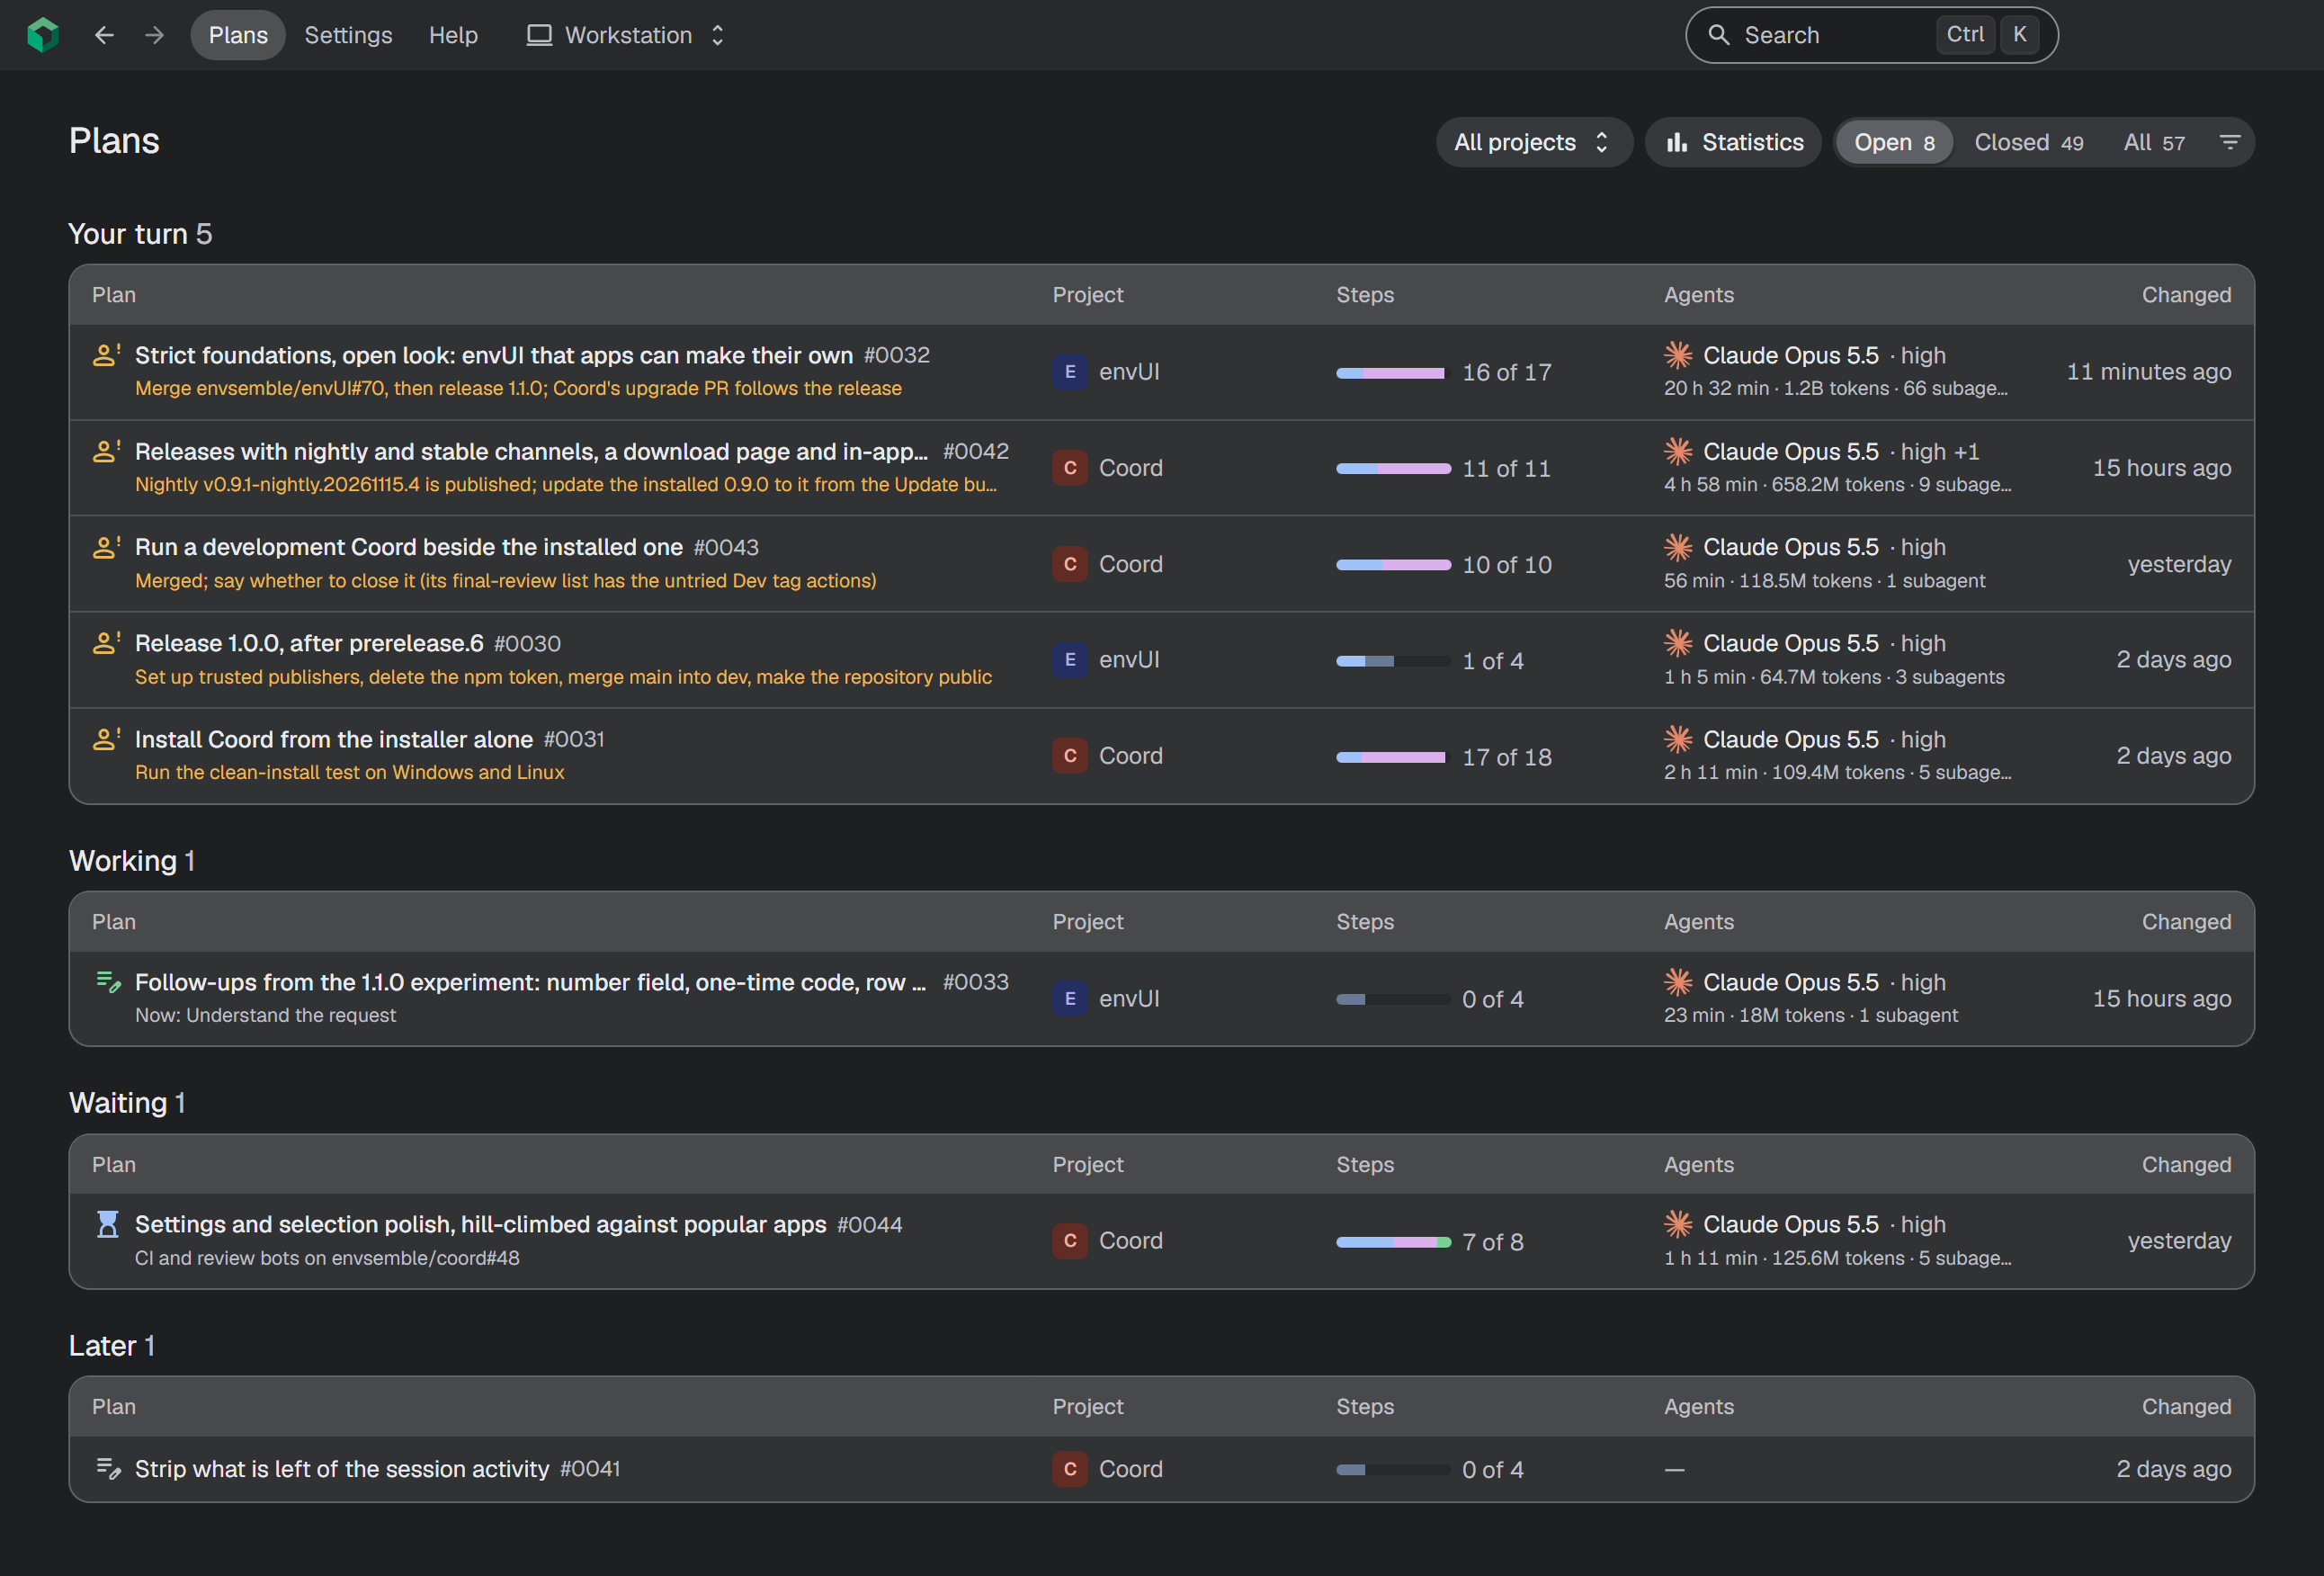 Plans Settings Help Workstation Search Ctrl K
Plans
All projects Statistics Open 8 Closed 49 All 57
Your turn 5
Plan Project Steps Agents Changed
Strict foundations, open look: envUI that apps can make their own #0032
Merge envsemble/envUI#70, then release 1.1.0; Coord's upgrade PR follows the release
E envUI
16 of 17
Claude Opus 5.5 · high
20 h 32 min · 1.2B tokens · 66 subage...
11 minutes ago
Releases with nightly and stable channels, a download page and in-app... #0042
Nightly v0.9.1-nightly.20261115.4 is published; update the installed 0.9.0 to it from the Update bu...
C Coord
11 of 11
Claude Opus 5.5 · high +1
4 h 58 min · 658.2M tokens · 9 subage...
15 hours ago
Run a development Coord beside the installed one #0043
Merged; say whether to close it (its final-review list has the untried Dev tag actions)
C Coord
10 of 10
Claude Opus 5.5 · high
56 min · 118.5M tokens · 1 subagent
yesterday
Release 1.0.0, after prerelease.6 #0030
Set up trusted publishers, delete the npm token, merge main into dev, make the repository public
E envUI
1 of 4
Claude Opus 5.5 · high
1 h 5 min · 64.7M tokens · 3 subagents
2 days ago
Install Coord from the installer alone #0031
Run the clean-install test on Windows and Linux
C Coord
17 of 18
Claude Opus 5.5 · high
2 h 11 min · 109.4M tokens · 5 subage...
2 days ago
Working 1
Plan Project Steps Agents Changed
Follow-ups from the 1.1.0 experiment: number field, one-time code, row ... #0033
Now: Understand the request
E envUI
0 of 4
Claude Opus 5.5 · high
23 min · 18M tokens · 1 subagent
15 hours ago
Waiting 1
Plan Project Steps Agents Changed
Settings and selection polish, hill-climbed against popular apps #0044
CI and review bots on envsemble/coord#48
C Coord
7 of 8
Claude Opus 5.5 · high
1 h 11 min · 125.6M tokens · 5 subage...
yesterday
Later 1
Plan Project Steps Agents Changed
Strip what is left of the session activity #0041
C Coord
0 of 4
—
2 days ago